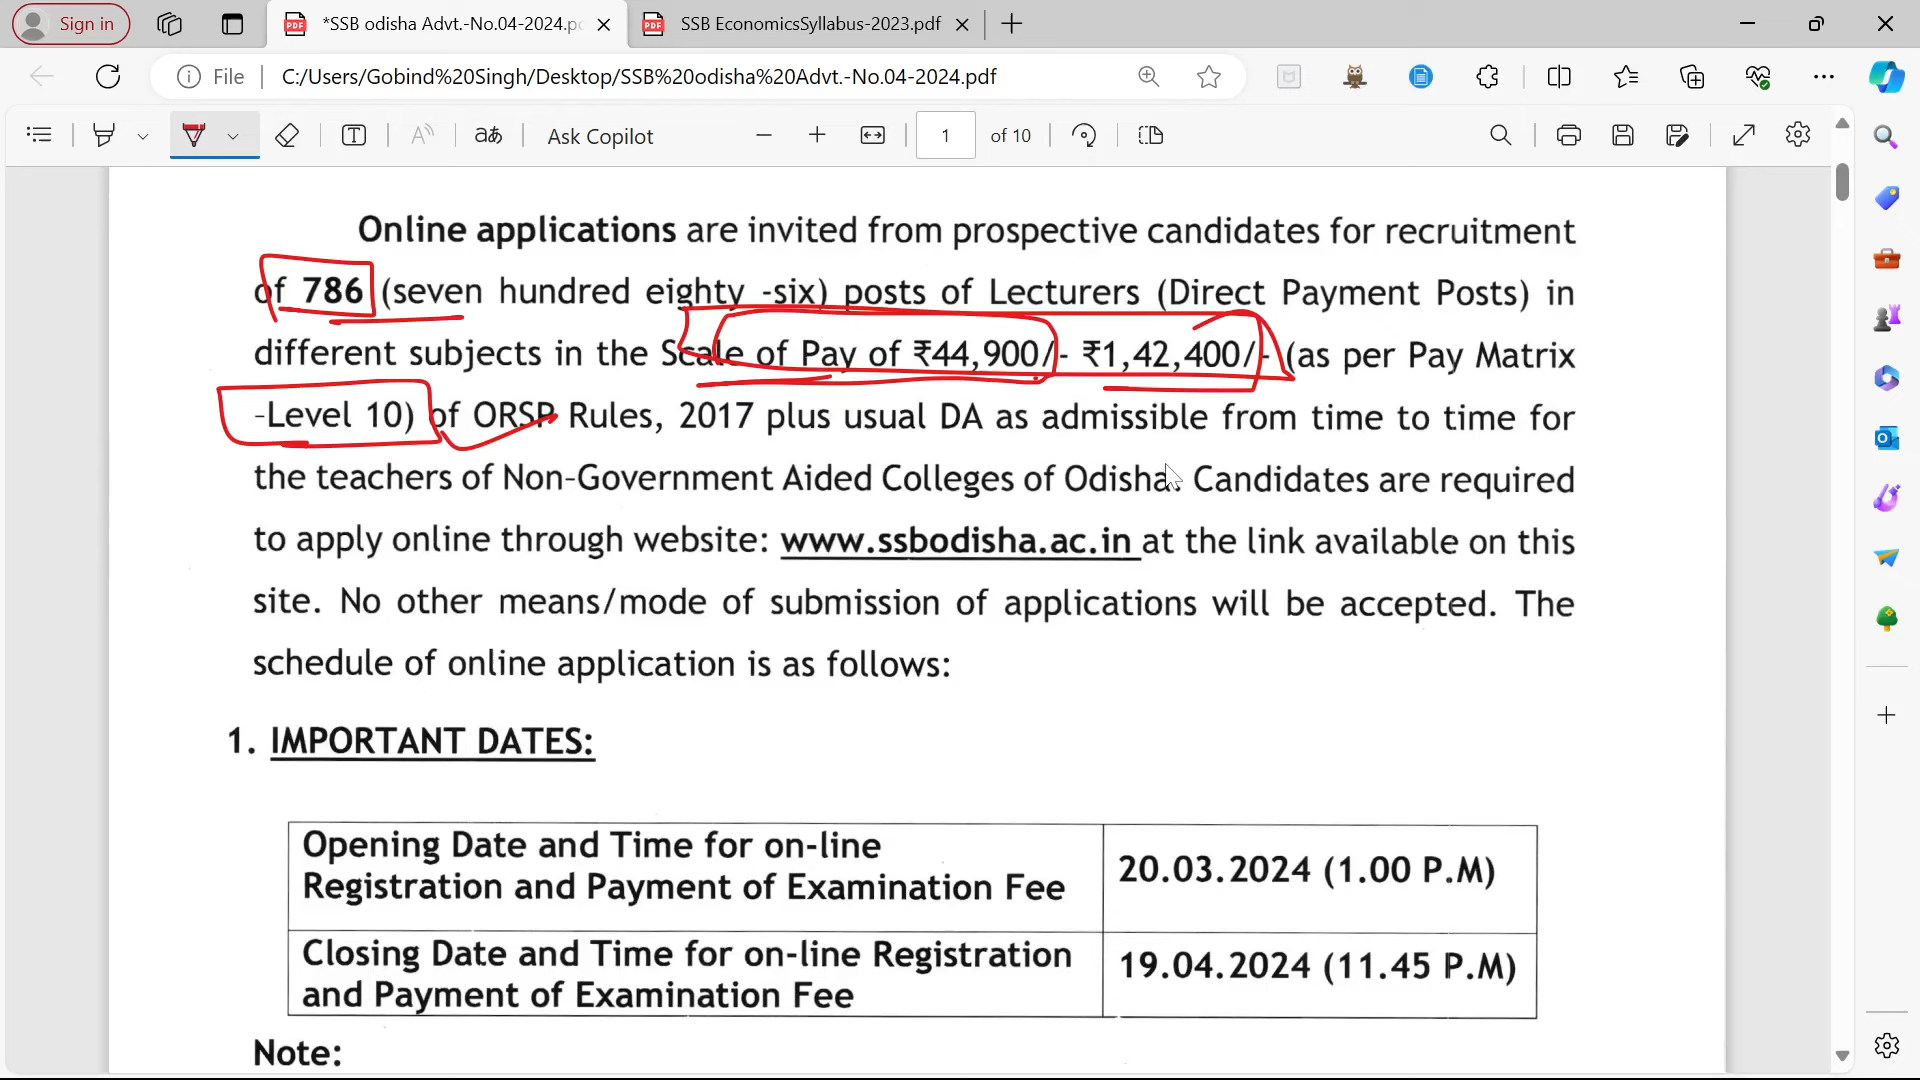 Sign in
*SSB odisha Advt.-No.04-2024.p
SSB EconomicsSyllabus-2023.pdf
File
C:/Users/Gobind%20Singh/Desktop/SSB%20odisha%20Advt.-No.04-2024.pdf
Ask Copilot
1
of 10
Online applications are invited from prospective candidates for recruitment
of 786 (seven hundred eighty -six) posts of Lecturers (Direct Payment Posts) in
different subjects in the Scale of Pay of ₹44,900/- ₹1,42,400/- (as per Pay Matrix
-Level 10) of ORSP Rules, 2017 plus usual DA as admissible from time to time for
the teachers of Non-Government Aided Colleges of Odisha. Candidates are required
to apply online through website: www.ssbodisha.ac.in at the link available on this
site. No other means/mode of submission of applications will be accepted. The
schedule of online application is as follows:
1. IMPORTANT DATES:
Opening Date and Time for on-line
Registration and Payment of Examination Fee
20.03.2024 (1.00 P.M)
Closing Date and Time for on-line Registration
and Payment of Examination Fee
19.04.2024 (11.45 P.M)
Note: